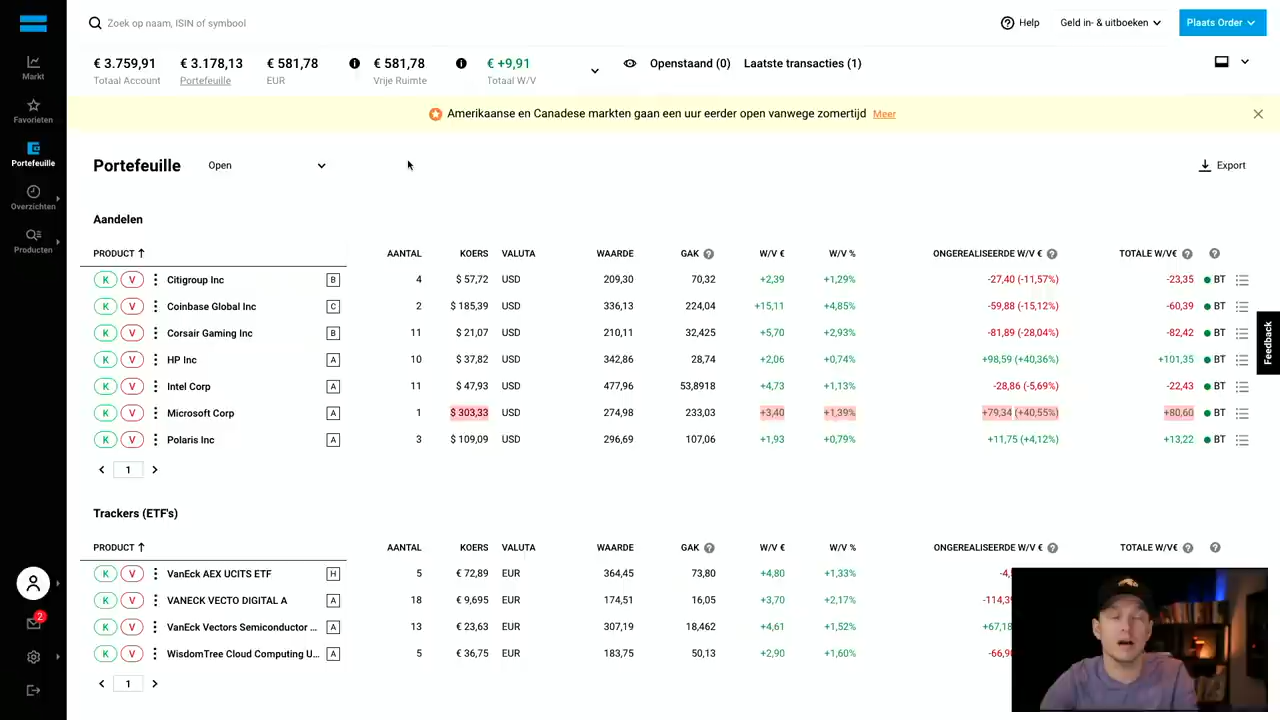 Zoek op naam, ISIN of symbool
Help
Geld in- & uitboeken
Plaats Order
€ 3.759,91 € 3.178,13 € 581,78 € 581,78 € +9,91
Openstaand (0) Laatste transacties (1)
Totaal Account Portefeuille EUR Vrije Ruimte Totaal W/V
Amerikaanse en Canadese markten gaan een uur eerder open vanwege zomertijd Meer
Markt
Favorieten
Portefeuille
Overzichten
Producten
2
Portefeuille Open Export
Aandelen
PRODUCT AANTAL KOERS VALUTA WAARDE GAK W/V € W/V % ONGEREALISEERDE W/V € TOTALE W/V€
K V Citigroup Inc B 4 $ 57,72 USD 209,30 70,32 +2,39 +1,29% -27,40 (-11,57%) -23,35 BT
K V Coinbase Global Inc C 2 $ 185,39 USD 336,13 224,04 +15,11 +4,85% -59,88 (-15,12%) -60,39 BT
K V Corsair Gaming Inc B 11 $ 21,07 USD 210,11 32,425 +5,70 +2,93% -81,89 (-28,04%) -82,42 BT
K V HP Inc A 10 $ 37,82 USD 342,86 28,74 +2,06 +0,74% +98,59 (+40,36%) +101,35 BT
K V Intel Corp A 11 $ 47,93 USD 477,96 53,8918 +4,73 +1,13% -28,86 (-5,69%) -22,43 BT
K V Microsoft Corp A 1 $ 303,33 USD 274,98 233,03 +3,40 +1,39% +79,34 (+40,55%) +80,60 BT
K V Polaris Inc A 3 $ 109,09 USD 296,69 107,06 +1,93 +0,79% +11,75 (+4,12%) +13,22 BT
1
Feedback
Trackers (ETF's)
PRODUCT AANTAL KOERS VALUTA WAARDE GAK W/V € W/V % ONGEREALISEERDE W/V € TOTALE W/V€
K V VanEck AEX UCITS ETF H 5 € 72,89 EUR 364,45 73,80 +4,80 +1,33%
K V VANECK VECTO DIGITAL A A 18 € 9,695 EUR 174,51 16,05 +3,70 +2,17% -114,39
K V VanEck Vectors Semiconductor ... A 13 € 23,63 EUR 307,19 18,462 +4,61 +1,52% +67,18
K V WisdomTree Cloud Computing U... A 5 € 36,75 EUR 183,75 50,13 +2,90 +1,60%
1